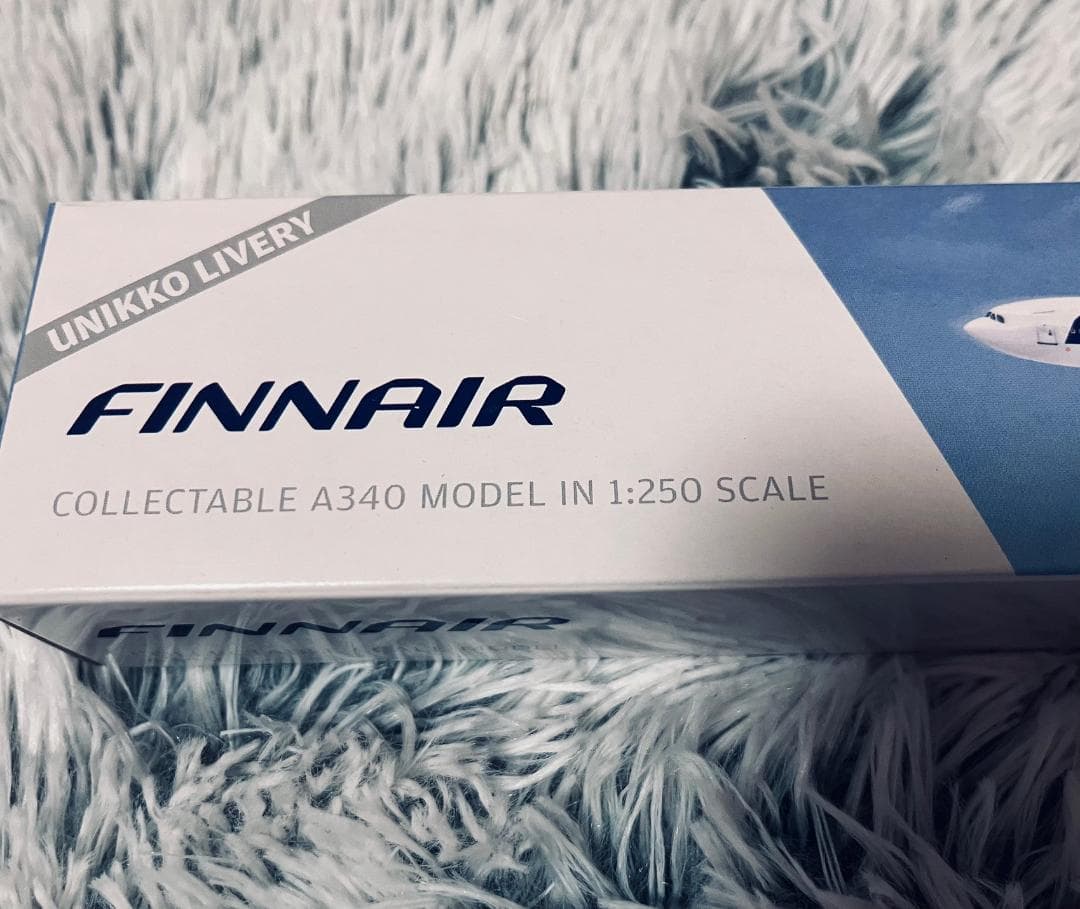 UNIKKO LIVERY
FINNAIR
COLLECTABLE A340 MODEL IN 1:250 SCALE
FINNAIR